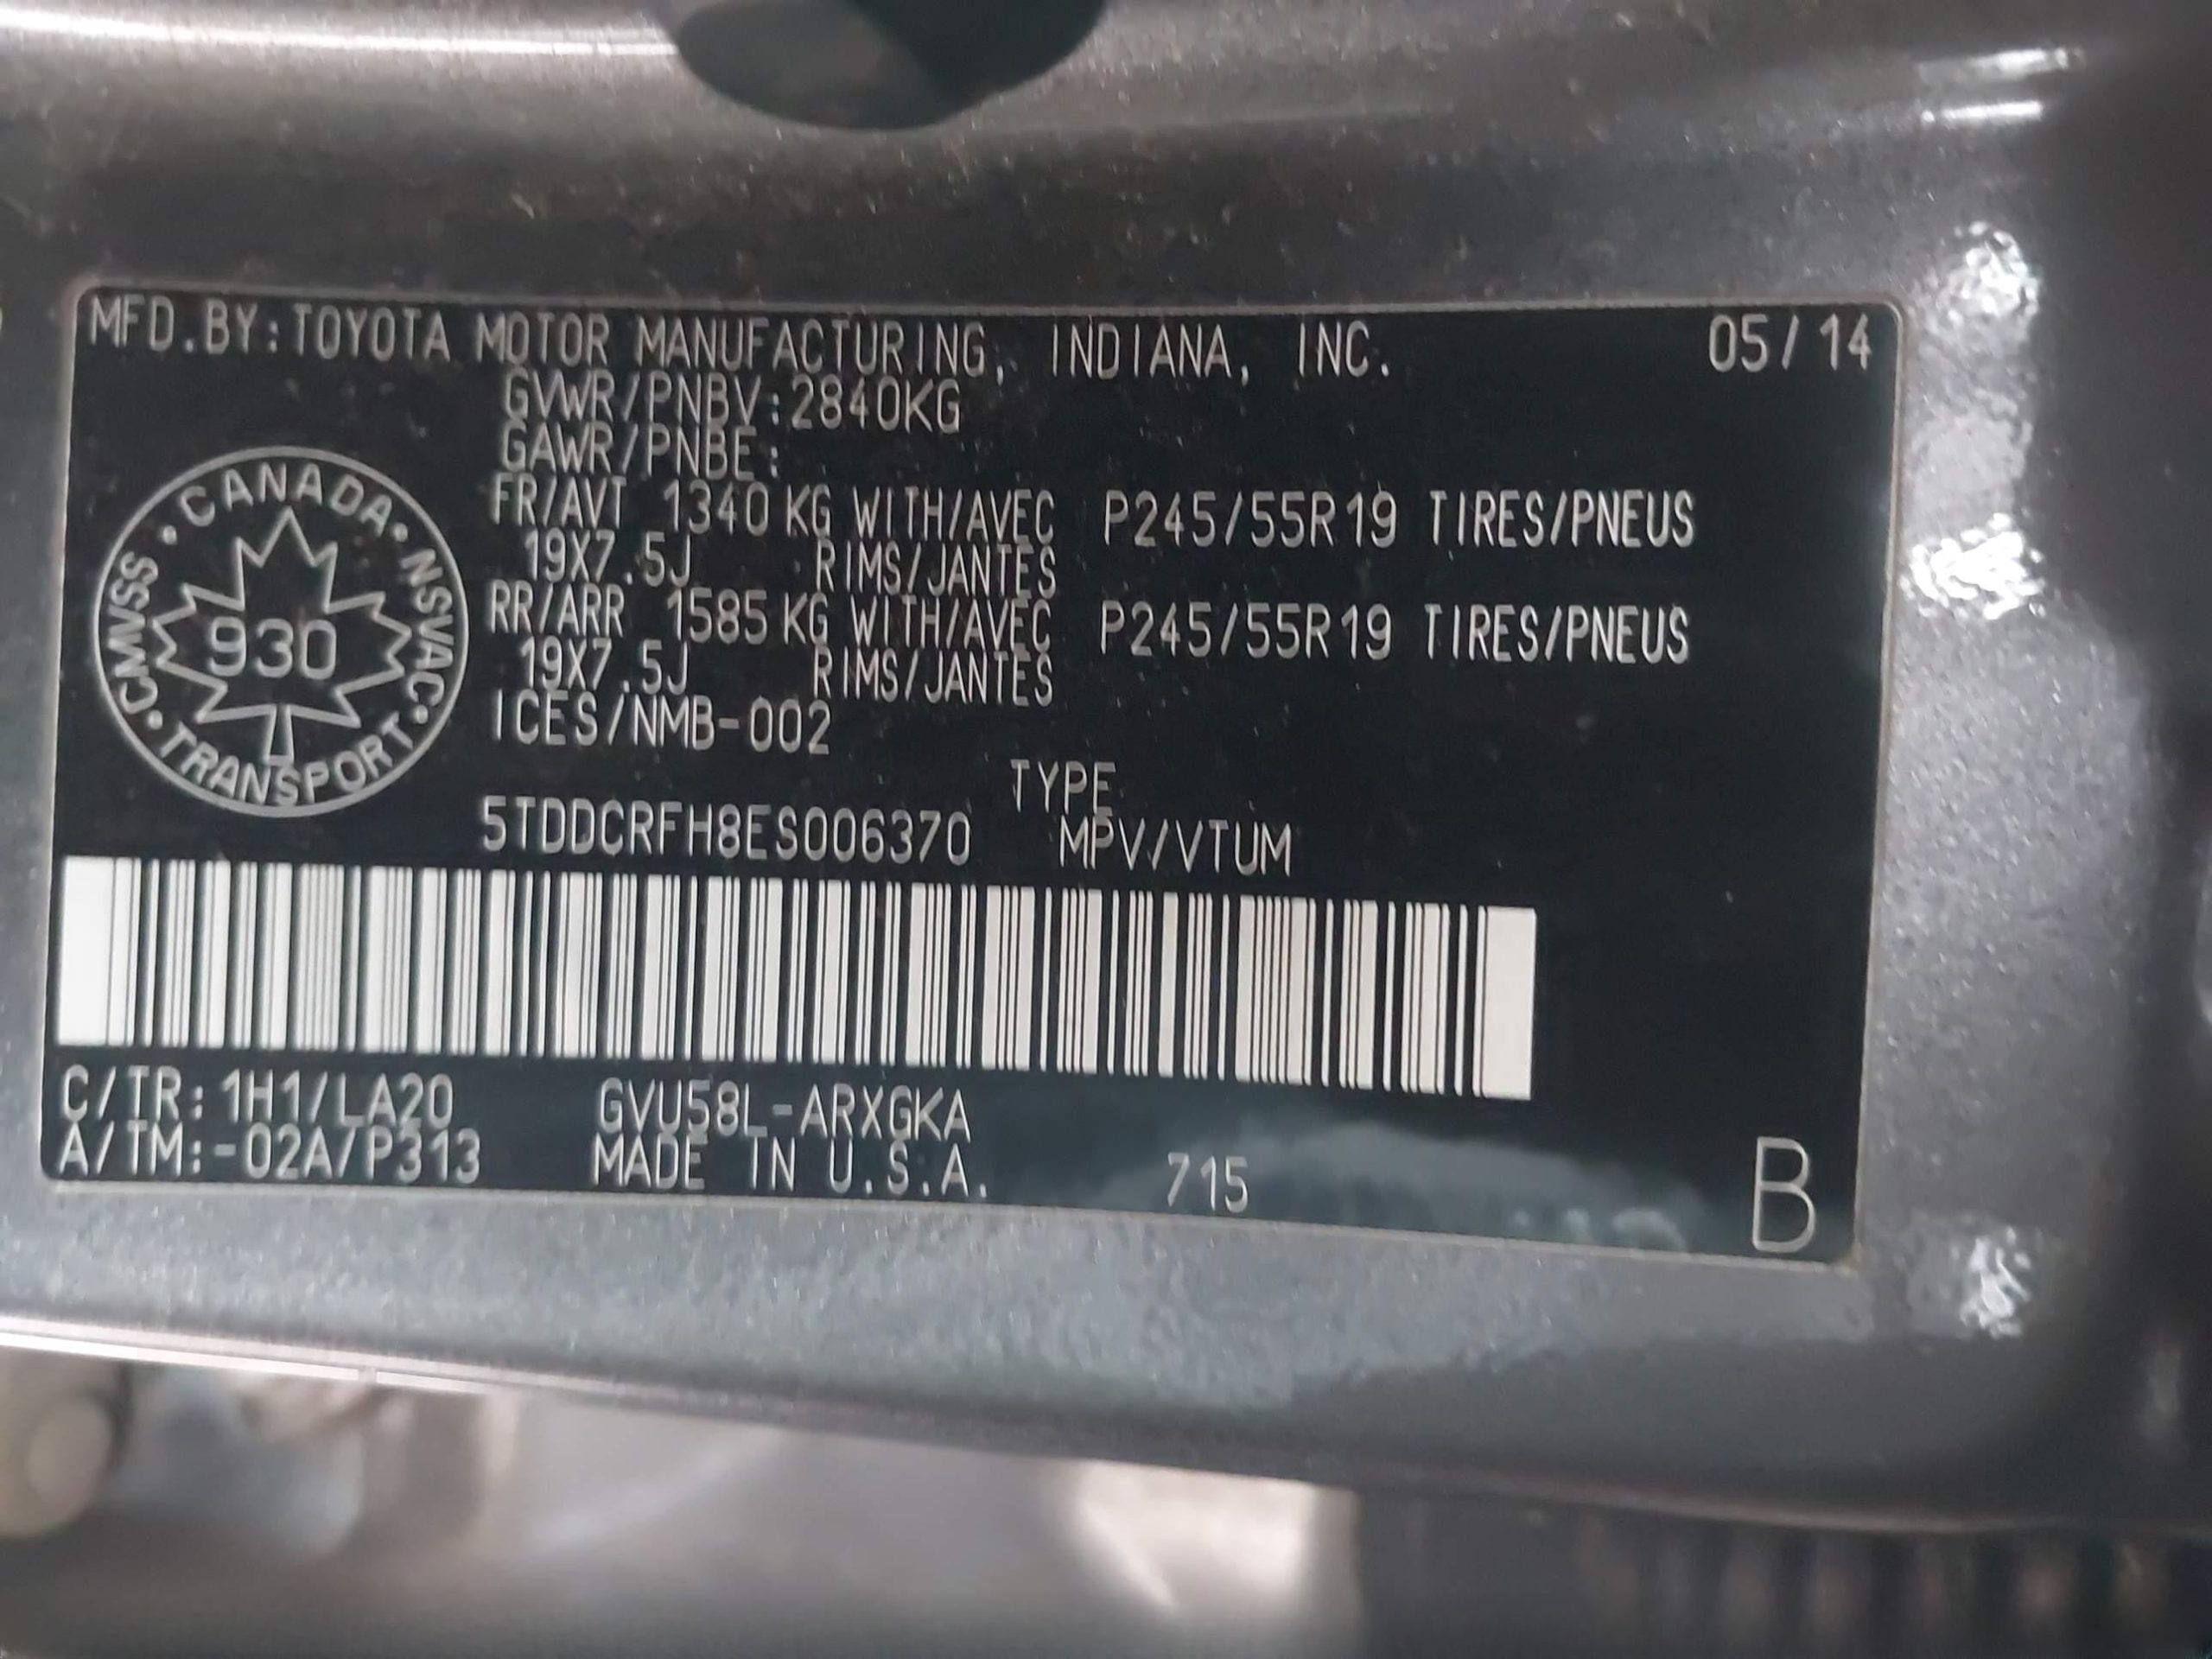 MFD.BY:TOYOTA MOTOR MANUFACTURING, INDIANA, INC. 05/14
GVWR/PNBV:2840KG
GAWR/PNBE:
FR/AVT 1340 KG WITH/AVEC P245/55R19 TIRES/PNEUS
19X7.5J RIMS/JANTES
RR/ARR 1585 KG WITH/AVEC P245/55R19 TIRES/PNEUS
19X7.5J RIMS/JANTES
ICES/NMB-002
CANADA • NSVAC • TRANSPORT • CMVSS •
930
TYPE
5TDDCRFH8ES006370 MPV/VTUM
C/TR:1H1/LA20 GVU58L-ARXGKA
A/TM:-02A/P313 MADE IN U.S.A. 715 B